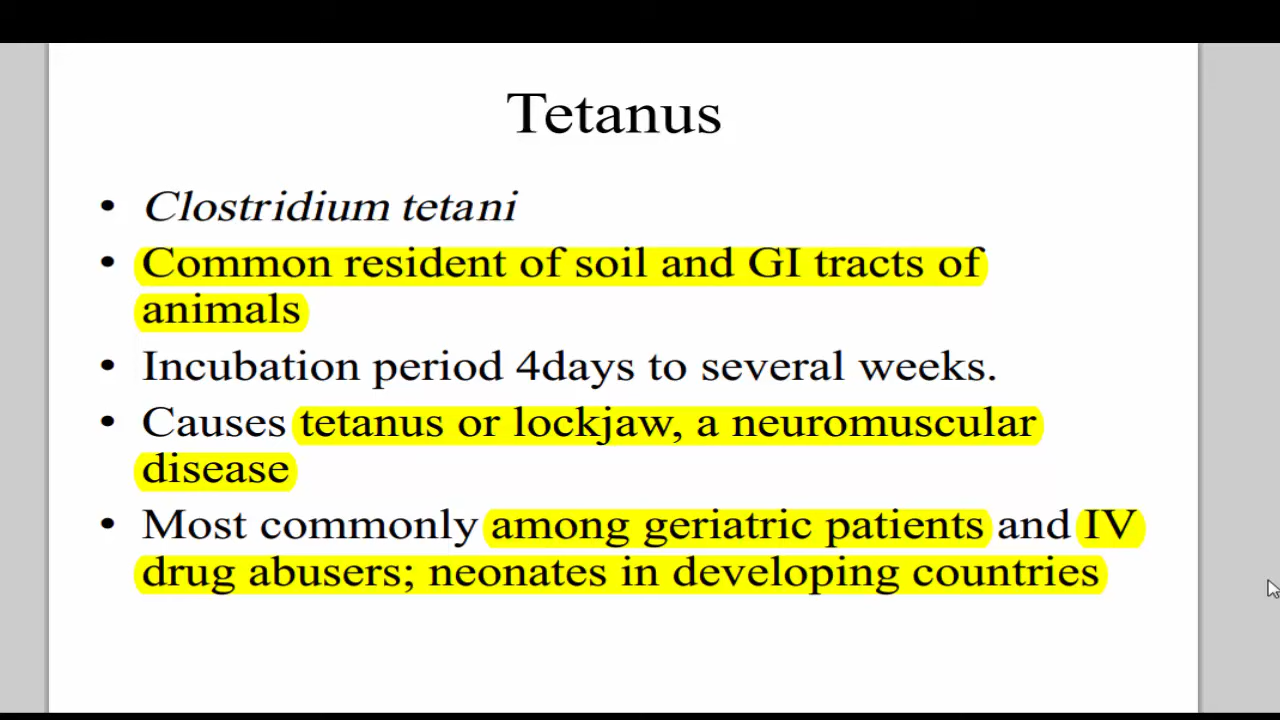 Tetanus
• Clostridium tetani
• Common resident of soil and GI tracts of
animals
• Incubation period 4days to several weeks.
• Causes tetanus or lockjaw, a neuromuscular
disease
• Most commonly among geriatric patients and IV
drug abusers; neonates in developing countries